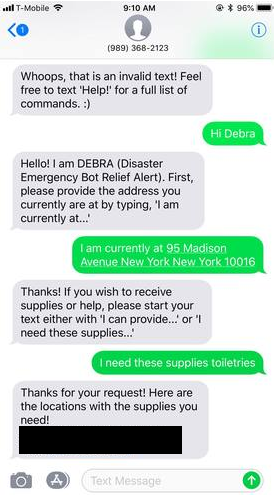 T-Mobile 9:10 AM 96%
1
(989) 368-2123
Whoops, that is an invalid text! Feel
free to text 'Help!' for a full list of
commands. :)
Hi Debra
Hello! I am DEBRA (Disaster
Emergency Bot Relief Alert). First,
please provide the address you
currently are at by typing, 'I am
currently at...'
I am currently at 95 Madison
Avenue New York New York 10016
Thanks! If you wish to receive
supplies or help, please start your
text either with 'I can provide...' or 'I
need these supplies...'
I need these supplies toiletries
Thanks for your request! Here are
the locations with the supplies you
need!
Text Message